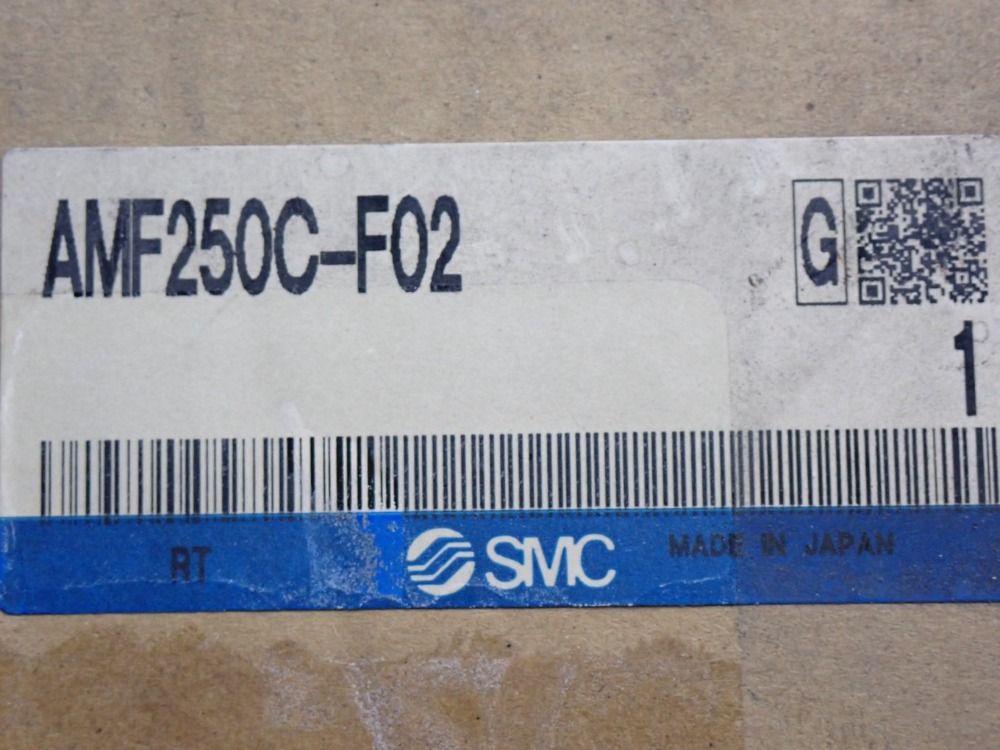 AMF250C-F02
G
1
RT
SMC
MADE IN JAPAN